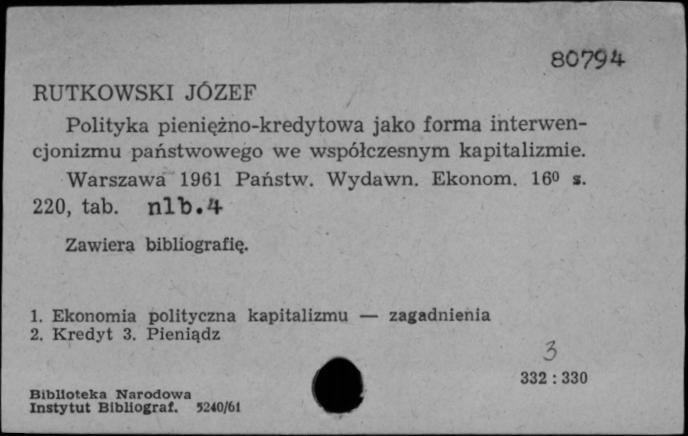 80794
RUTKOWSKI JÓZEF
Polityka pieniężno-kredytowa jako forma interwen-
cjonizmu państwowego we współczesnym kapitalizmie.
Warszawa 1961 Państw. Wydawn. Ekonom. 16⁰ s.
220, tab. nlb.4
Zawiera bibliografię.
1. Ekonomia polityczna kapitalizmu — zagadnienia
2. Kredyt 3. Pieniądz
3
332 : 330
Biblioteka Narodowa
Instytut Bibliograf. 5240/61